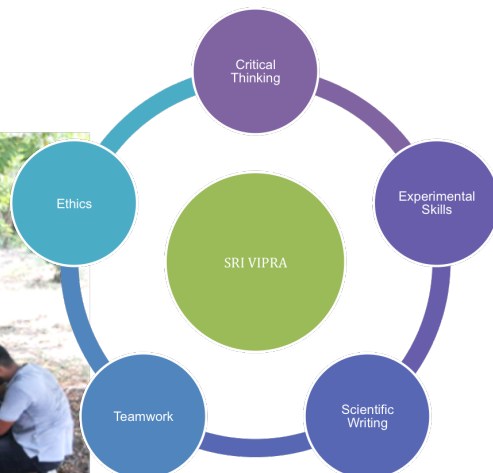 Critical
Thinking
Ethics
Experimental
Skills
SRI VIPRA
Teamwork
Scientific
Writing